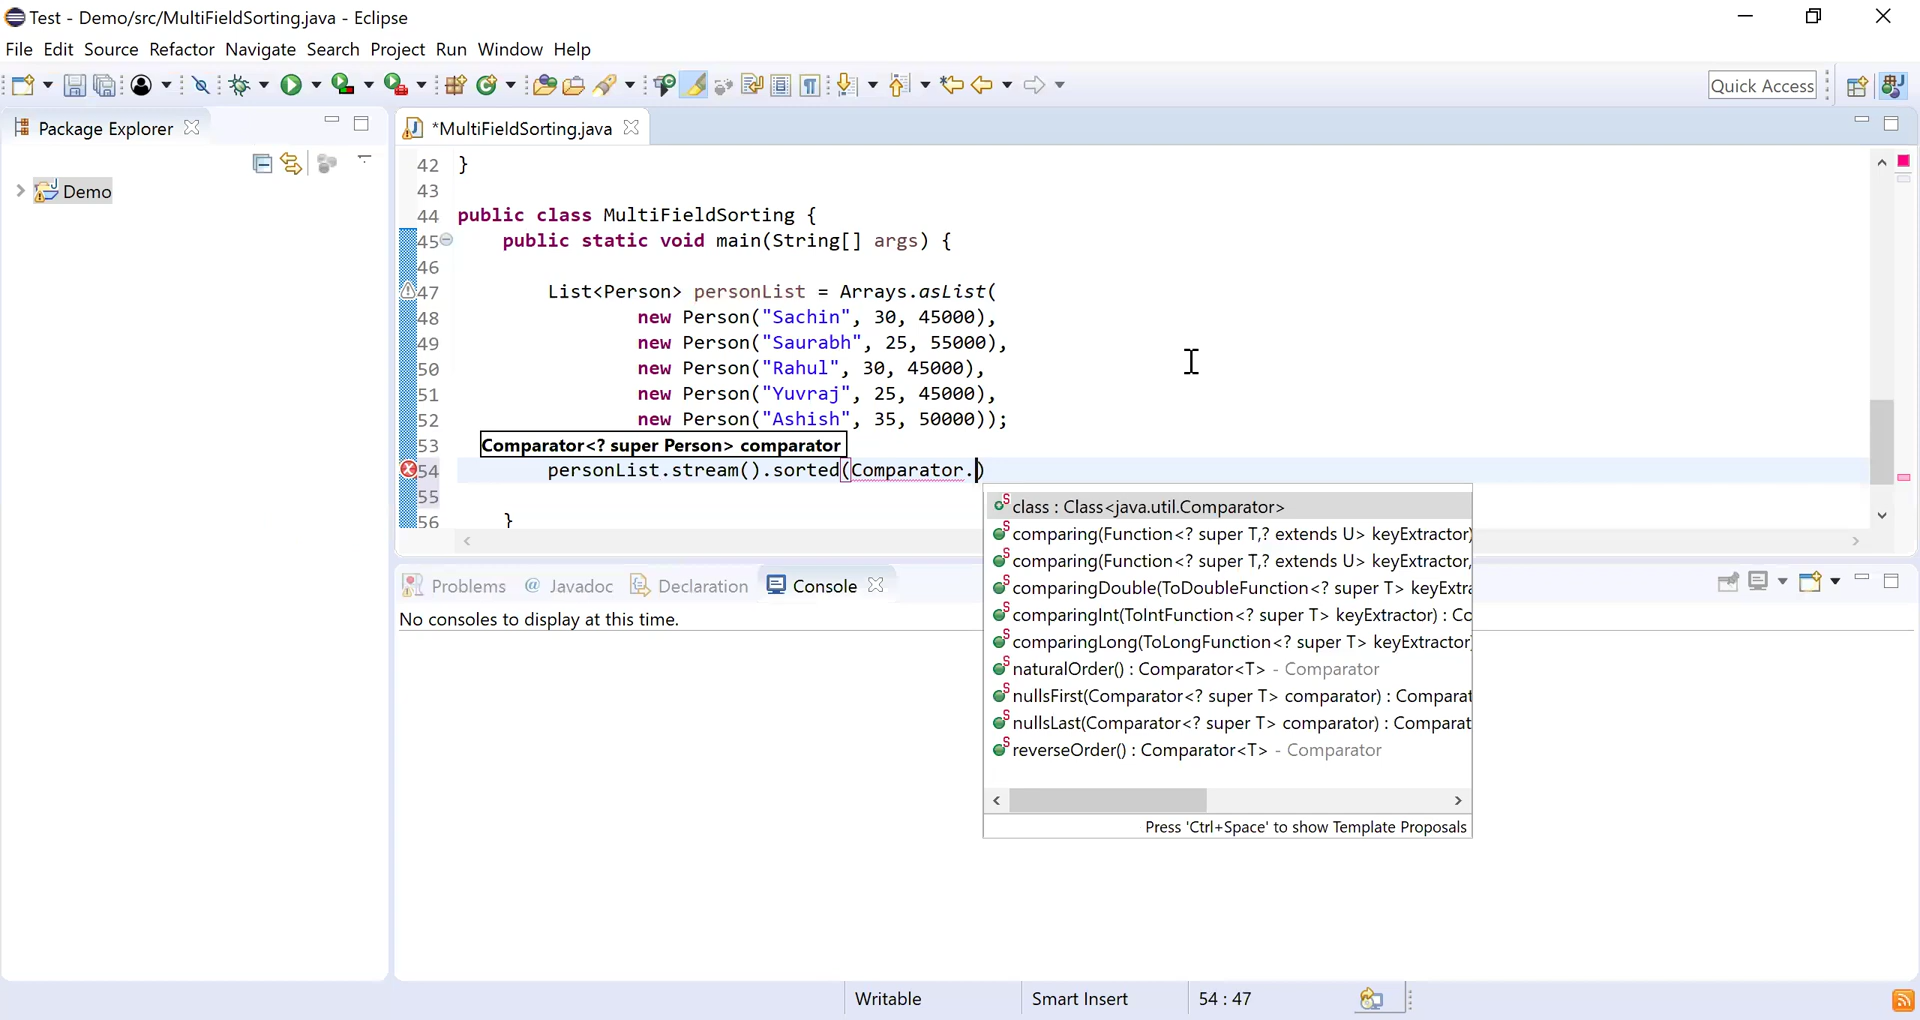 Test - Demo/src/MultiFieldSorting.java - Eclipse
File Edit Source Refactor Navigate Search Project Run Window Help
Quick Access
Package Explorer
*MultiFieldSorting.java
Demo
42 }
43
44 public class MultiFieldSorting {
45 public static void main(String[] args) {
46
47 List<Person> personList = Arrays.asList(
48 new Person("Sachin", 30, 45000),
49 new Person("Saurabh", 25, 55000),
50 new Person("Rahul", 30, 45000),
51 new Person("Yuvraj", 25, 45000),
52 new Person("Ashish", 35, 50000));
53 Comparator<? super Person> comparator
54 personList.stream().sorted(Comparator.)
55
56 }
class : Class<java.util.Comparator>
comparing(Function<? super T,? extends U> keyExtractor)
comparing(Function<? super T,? extends U> keyExtractor,
comparingDouble(ToDoubleFunction<? super T> keyExtra
comparingInt(ToIntFunction<? super T> keyExtractor) : Co
comparingLong(ToLongFunction<? super T> keyExtractor
naturalOrder() : Comparator<T> - Comparator
nullsFirst(Comparator<? super T> comparator) : Comparat
nullsLast(Comparator<? super T> comparator) : Comparat
reverseOrder() : Comparator<T> - Comparator
Press 'Ctrl+Space' to show Template Proposals
Problems @ Javadoc Declaration Console
No consoles to display at this time.
Writable Smart Insert 54 : 47